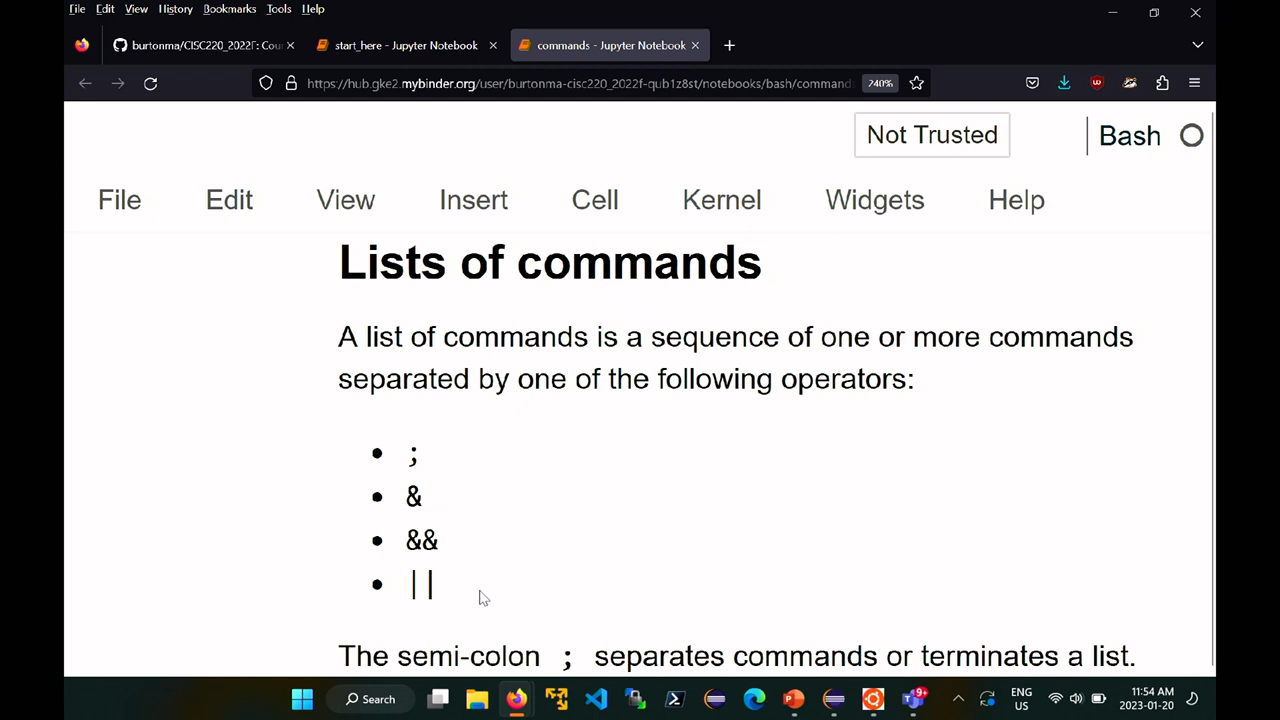 File Edit View History Bookmarks Tools Help
burtonma/CISC220_2022F: Cou
start_here - Jupyter Notebook
commands - Jupyter Notebook
https://hub.gke2.mybinder.org/user/burtonma-cisc220_2022f-qub1z8st/notebooks/bash/command
240%
Not Trusted
Bash
File Edit View Insert Cell Kernel Widgets Help
Lists of commands
A list of commands is a sequence of one or more commands
separated by one of the following operators:
• ;
• &
• &&
• ||
The semi-colon ; separates commands or terminates a list.
Search
9+
ENG
US
11:54 AM
2023-01-20